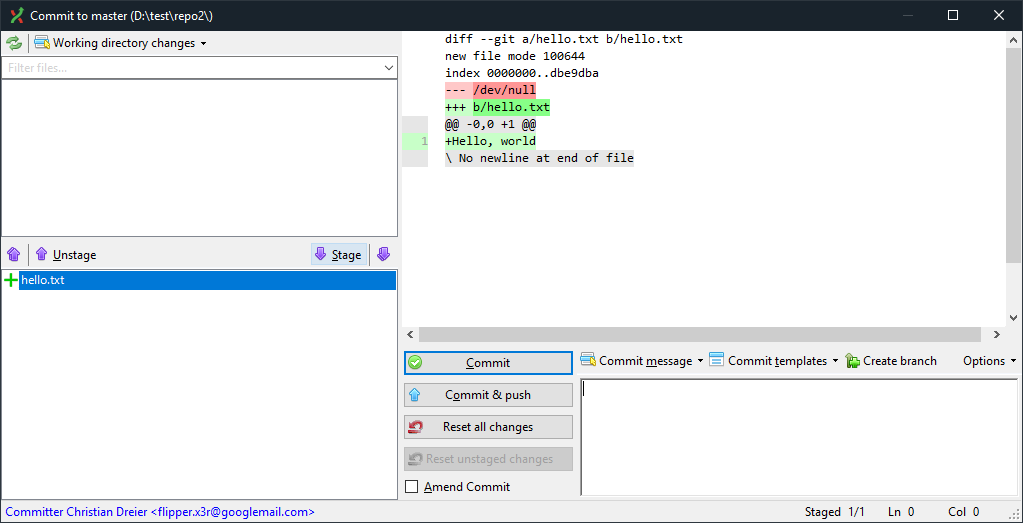 Commit to master (D:\test\repo2\)
Working directory changes
Filter files...
diff --git a/hello.txt b/hello.txt
new file mode 100644
index 0000000..dbe9dba
--- /dev/null
+++ b/hello.txt
@@ -0,0 +1 @@
1 +Hello, world
\ No newline at end of file
Unstage Stage
hello.txt
Commit
Commit & push
Reset all changes
Reset unstaged changes
Amend Commit
Commit message Commit templates Create branch Options
Committer Christian Dreier <flipper.x3r@googlemail.com>
Staged 1/1 Ln 0 Col 0